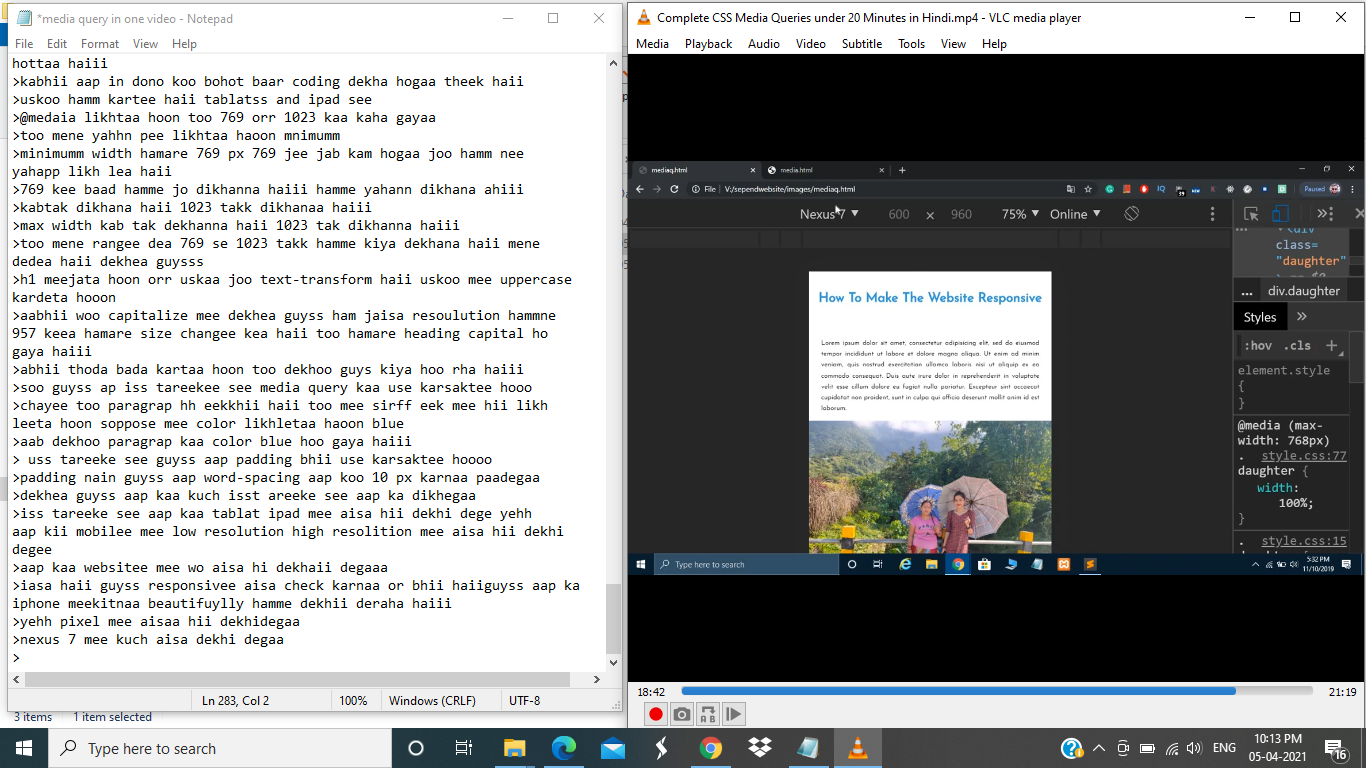 *media query in one video - Notepad
File Edit Format View Help
hottaa haiii
>kabhii aap in dono koo bohot baar coding dekha hogaa theek haii
>uskoo hamm kartee haii tablatss and ipad see
>@medaia likhtaa hoon too 769 orr 1023 kaa kaha gayaa
>too mene yahhn pee likhtaa haoon mnimumm
>minimumm width hamare 769 px 769 jee jab kam hogaa joo hamm nee
yahapp likh lea haii
>769 kee baad hamme jo dikhanna haiii hamme yahann dikhana ahiii
>kabtak dikhana haii 1023 takk dikhanaa haiii
>max width kab tak dekhanna haii 1023 tak dikhanna haiii
>too mene rangee dea 769 se 1023 takk hamme kiya dekhana haii mene
dedea haii dekhea guysss
>h1 meejata hoon orr uskaa joo text-transform haii uskoo mee uppercase
kardeta hooon
>aabhii woo capitalize mee dekhea guyss ham jaisa resoulution hammne
957 keea hamare size changee kea haii too hamare heading capital ho
gaya haiii
>abhii thoda bada kartaa hoon too dekhoo guys kiya hoo rha haiii
>soo guyss ap iss tareekee see media query kaa use karsaktee hooo
>chayee too paragrap hh eekkhii haii too mee sirff eek mee hii likh
leeta hoon soppose mee color likhletaa haoon blue
>aab dekhoo paragrap kaa color blue hoo gaya haiii
> uss tareeke see guyss aap padding bhii use karsaktee hoooo
>padding nain guyss aap word-spacing aap koo 10 px karnaa paadegaa
>dekhea guyss aap kaa kuch isst areeke see aap ka dikhegaa
>iss tareeke see aap kaa tablat ipad mee aisa hii dekhi dege yehh
aap kii mobilee mee low resolution high resolition mee aisa hii dekhi
degee
>aap kaa websitee mee wo aisa hi dekhaii degaaa
>iasa haii guyss responsivee aisa check karnaa or bhii haiiguyss aap ka
iphone meekitnaa beautifuylly hamme dekhii deraha haiii
>yehh pixel mee aisaa hii dekhidegaa
>nexus 7 mee kuch aisa dekhi degaa
>
Ln 283, Col 2 100% Windows (CRLF) UTF-8
3 items 1 item selected
Complete CSS Media Queries under 20 Minutes in Hindi.mp4 - VLC media player
Media Playback Audio Video Subtitle Tools View Help
mediaq.html media.html
File V:/sependwebsite/images/mediaq.html Paused
Nexus 7 600 × 960 75% Online
How To Make The Website Responsive
Lorem ipsum dolor sit amet, consectetur adipisicing elit, sed do eiusmod
tempor incididunt ut labore et dolore magna aliqua. Ut enim ad minim
veniam, quis nostrud exercitation ullamco laboris nisi ut aliquip ex ea
commodo consequat. Duis aute irure dolor in reprehenderit in voluptate
velit esse cillum dolore eu fugiat nulla pariatur. Excepteur sint occaecat
cupidatat non proident, sunt in culpa qui officia deserunt mollit anim id est
laborum.
<div
class=
"daughter"
... div.daughter
Styles
:hov .cls +
element.style
{
}
@media (max-
width: 768px)
. style.css:77
daughter {
width:
100%;
}
. style.css:15
Type here to search
5:32 PM
11/10/2019
18:42 21:19
Type here to search
ENG
10:13 PM
05-04-2021
16